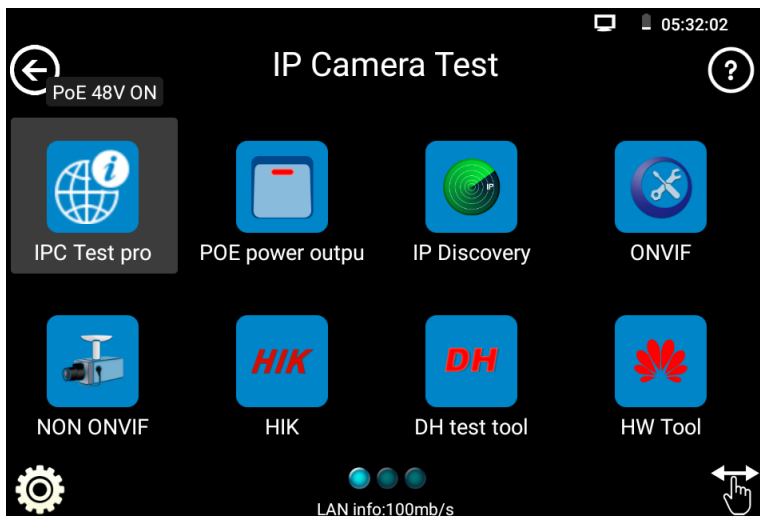 05:32:02
IP Camera Test
?
PoE 48V ON
i
IP
IPC Test pro
POE power outpu
IP Discovery
ONVIF
HIK
DH
NON ONVIF
HIK
DH test tool
HW Tool
LAN info:100mb/s